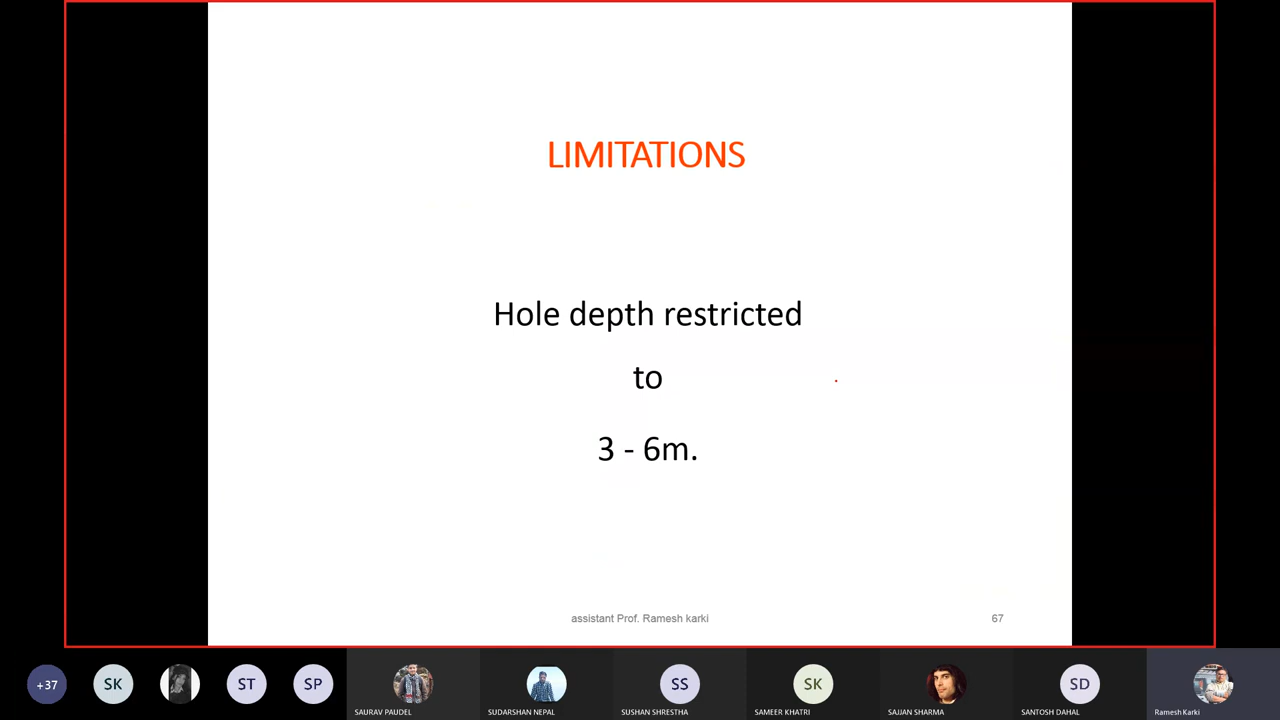 LIMITATIONS
Hole depth restricted
to
3 - 6m.
assistant Prof. Ramesh karki
67
+37
SK
ST
SP
SAURAV PAUDEL
SUDARSHAN NEPAL
SS
SUSHAN SHRESTHA
SK
SAMEER KHATRI
SAJJAN SHARMA
SD
SANTOSH DAHAL
Ramesh Karki